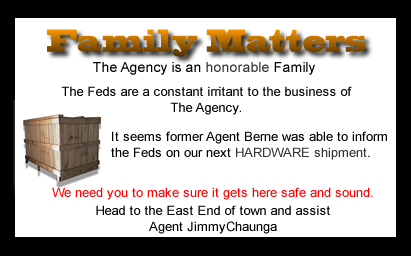 Family Matters
The Agency is an honorable Family
The Feds are a constant irritant to the business of
The Agency.
It seems former Agent Berne was able to inform
the Feds on our next HARDWARE shipment.
We need you to make sure it gets here safe and sound.
Head to the East End of town and assist
Agent JimmyChaunga